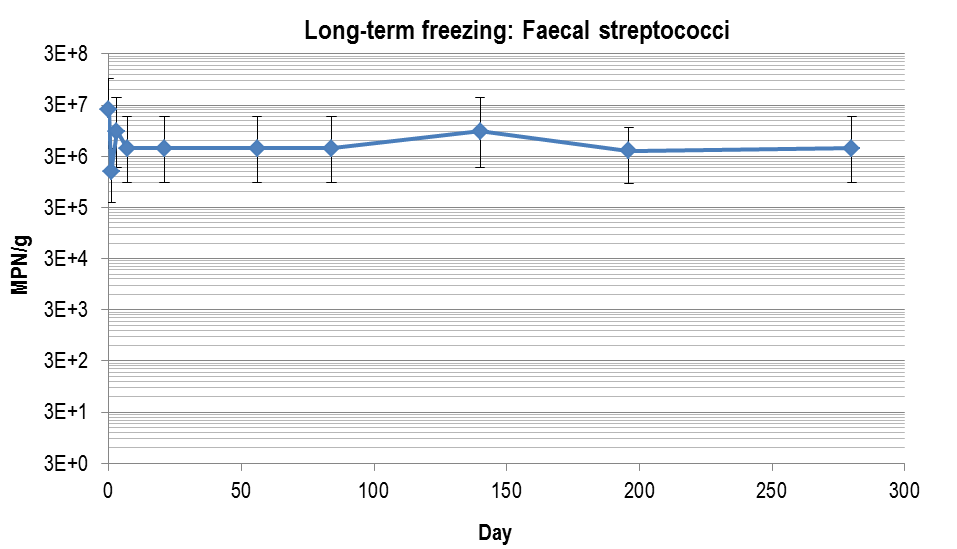 Long-term freezing: Faecal streptococci
3E+8
3E+7
3E+6
3E+5
3E+4
3E+3
3E+2
3E+1
3E+0
MPN/g
0 50 100 150 200 250 300
Day